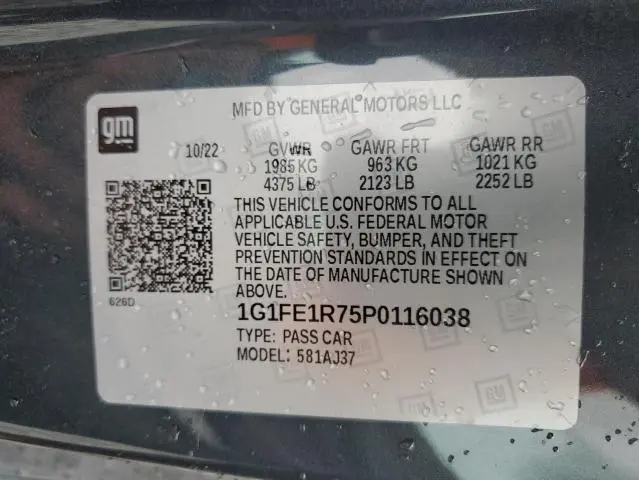 gm
MFD BY GENERAL MOTORS LLC
10/22 GVWR GAWR FRT GAWR RR
1985 KG 963 KG 1021 KG
4375 LB 2123 LB 2252 LB
THIS VEHICLE CONFORMS TO ALL
APPLICABLE U.S. FEDERAL MOTOR
VEHICLE SAFETY, BUMPER, AND THEFT
PREVENTION STANDARDS IN EFFECT ON
THE DATE OF MANUFACTURE SHOWN
ABOVE.
626D
1G1FE1R75P0116038
TYPE: PASS CAR
MODEL: 581AJ37